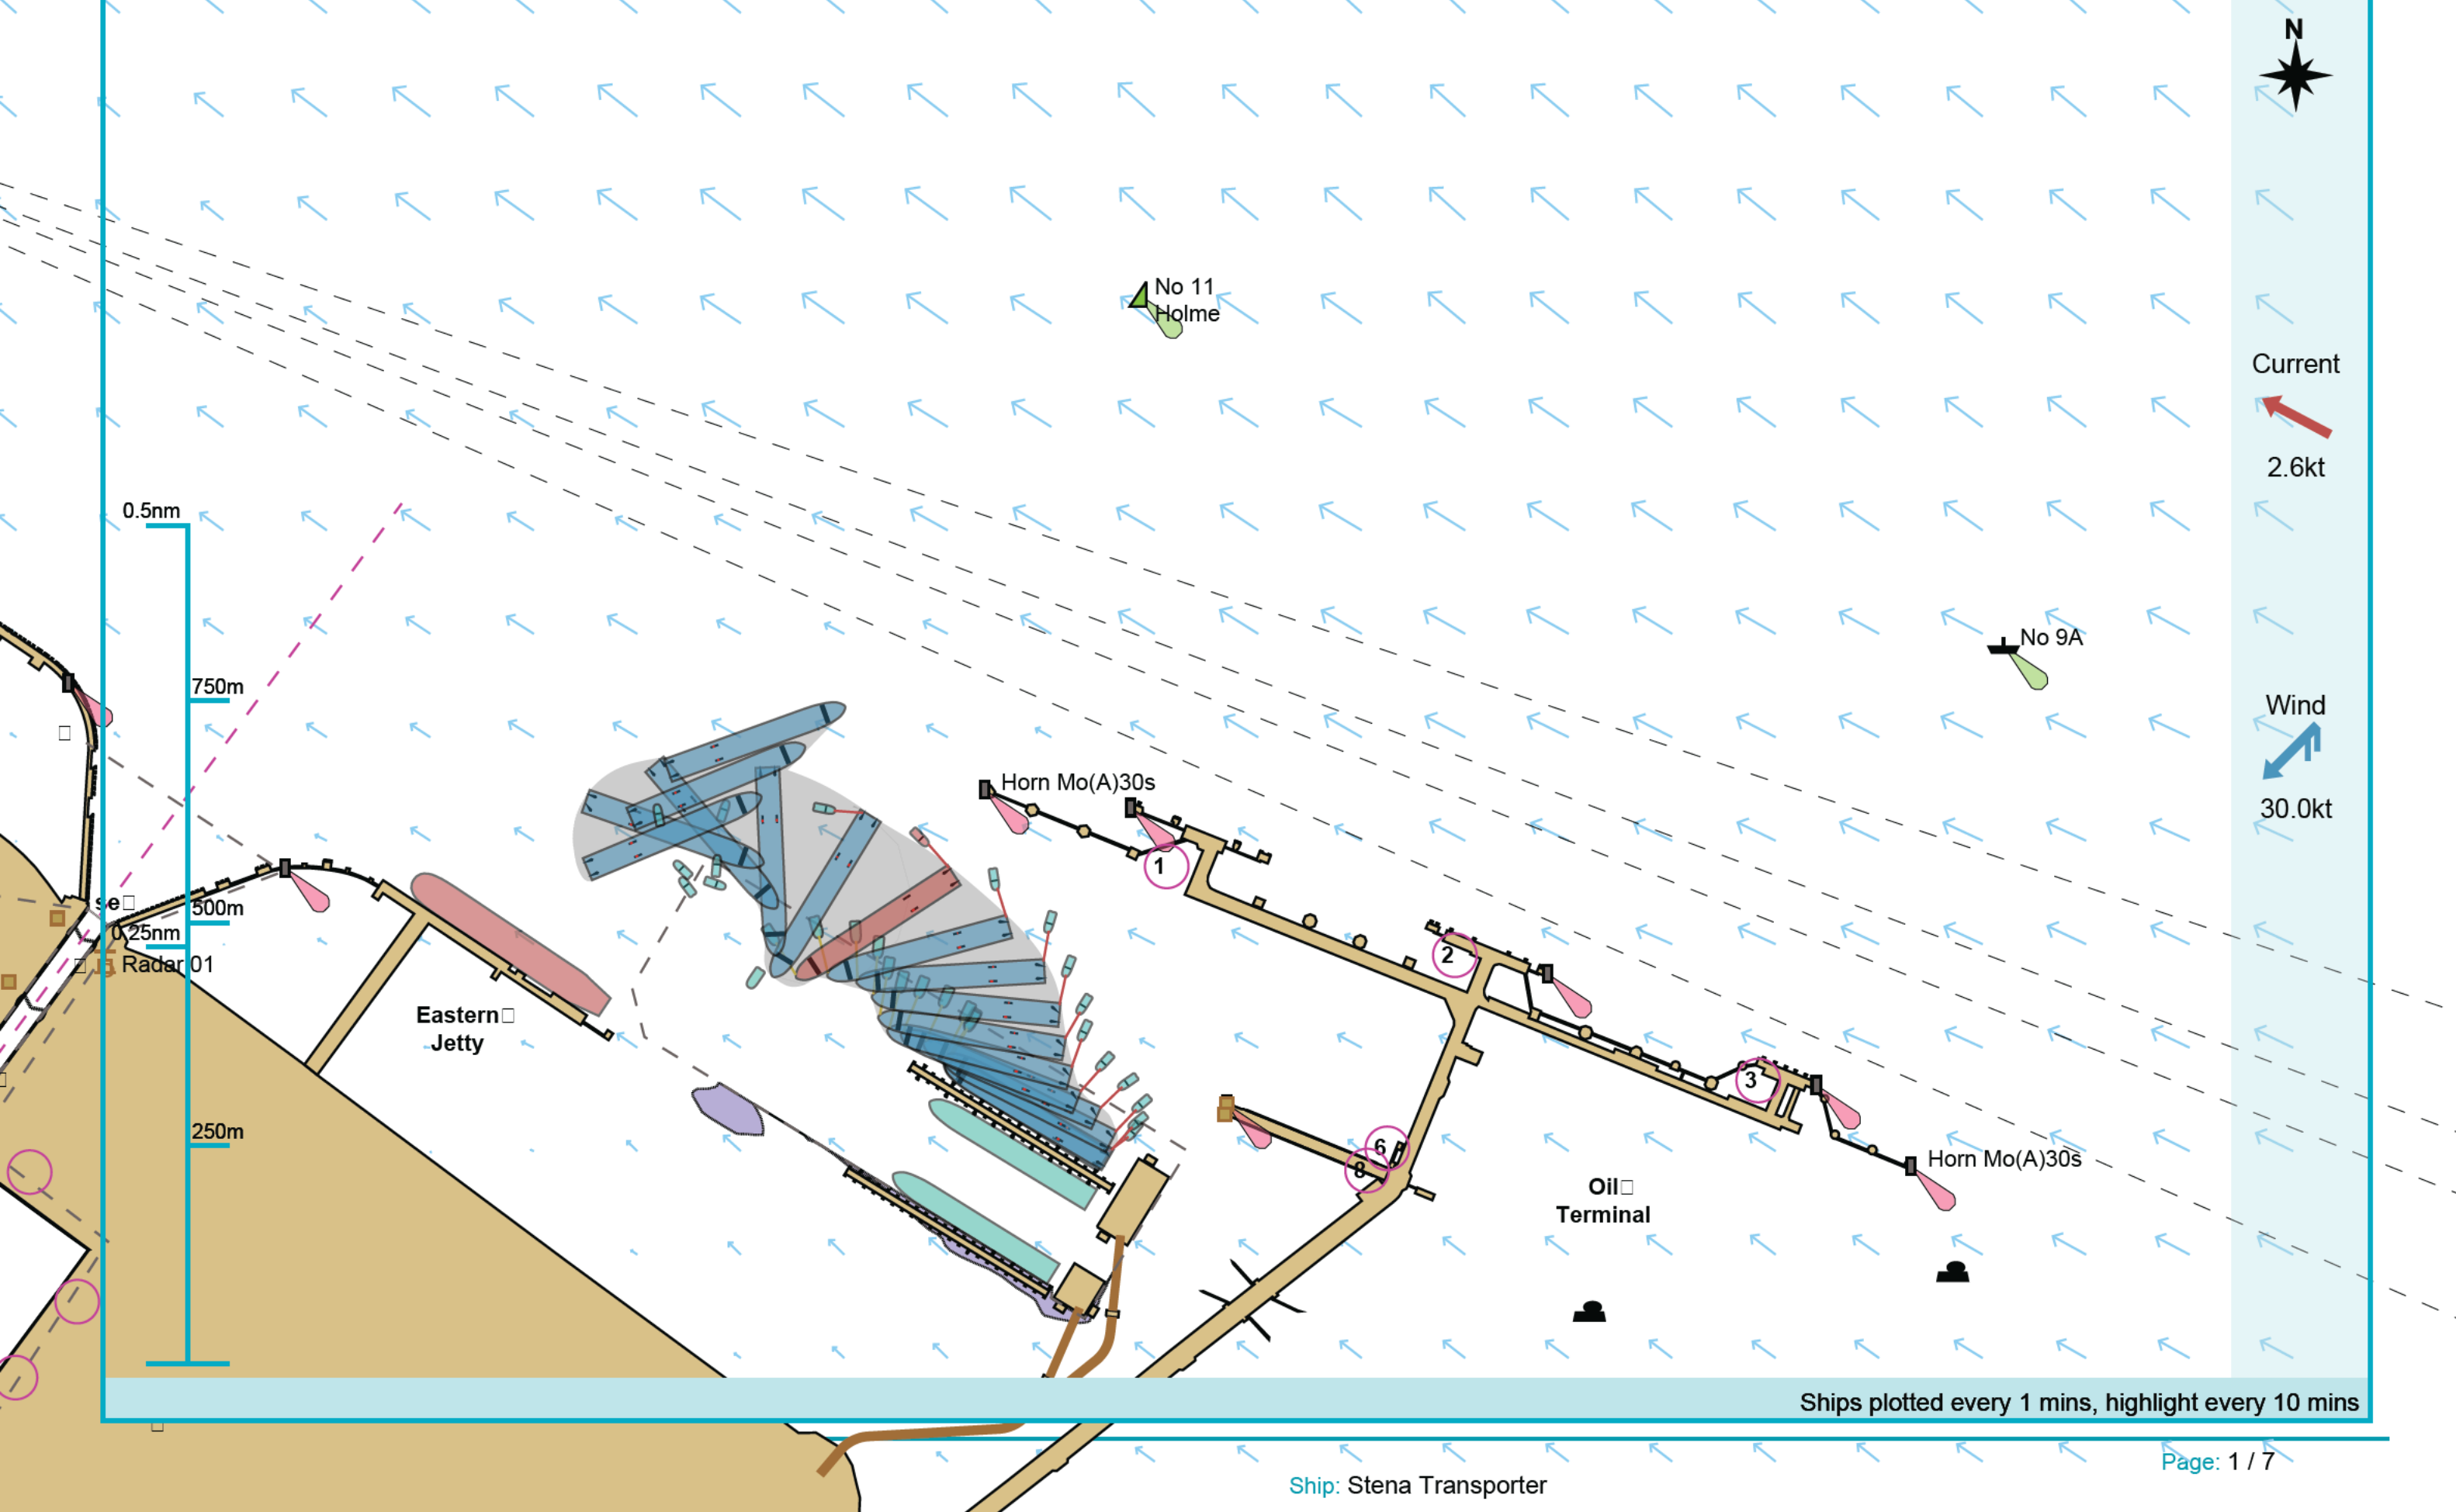 N
No 11
Holme
Current
2.6kt
0.5nm
No 9A
750m
Wind
Horn Mo(A)30s
30.0kt
1
se
500m
0.25nm
2
Radar 01
Eastern
Jetty
3
250m
6
8
Horn Mo(A)30s
Oil
Terminal
Ships plotted every 1 mins, highlight every 10 mins
Page: 1 / 7
Ship: Stena Transporter